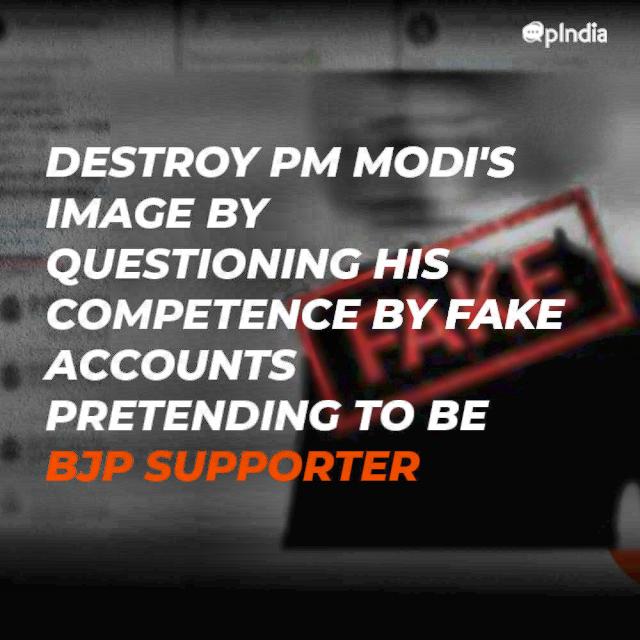 OpIndia
DESTROY PM MODI'S
IMAGE BY
QUESTIONING HIS
COMPETENCE BY FAKE
ACCOUNTS
PRETENDING TO BE
BJP SUPPORTER
FAKE